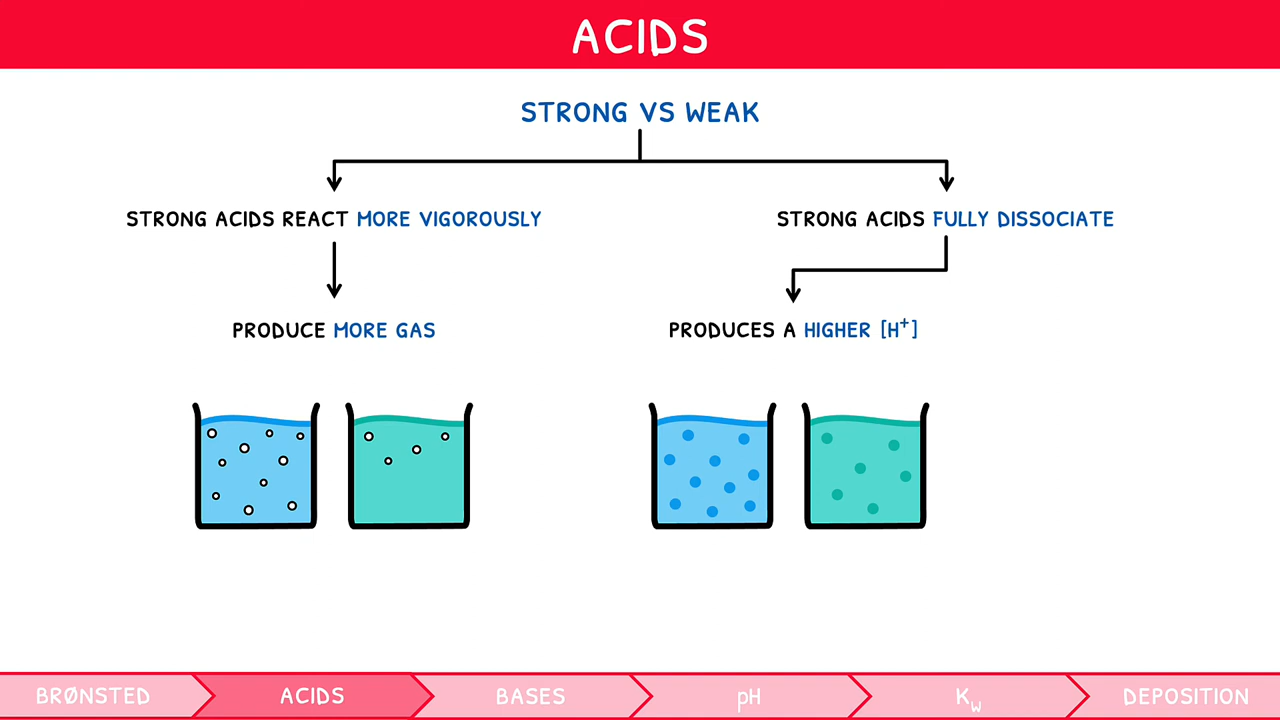 ACIDS
STRONG VS WEAK
STRONG ACIDS REACT MORE VIGOROUSLY
STRONG ACIDS FULLY DISSOCIATE
PRODUCE MORE GAS
PRODUCES A HIGHER [H⁺]
BRØNSTED
ACIDS
BASES
pH
Kw
DEPOSITION